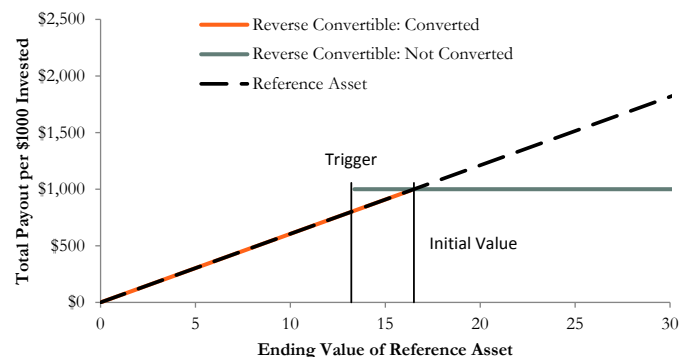 $2,500
Reverse Convertible: Converted
Reverse Convertible: Not Converted
Reference Asset
$2,000
$1,500
$1,000
$500
$0
Total Payout per $1000 Invested
Trigger
Initial Value
0 5 10 15 20 25 30
Ending Value of Reference Asset